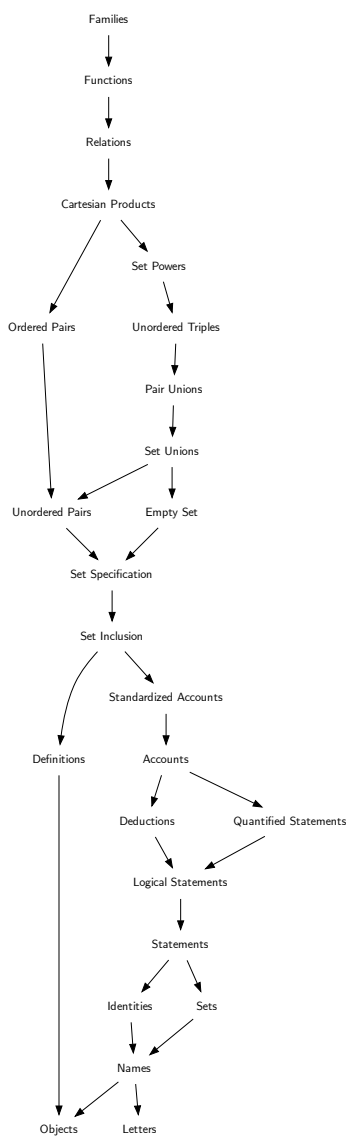 Families
Functions
Relations
Cartesian Products
Set Powers
Ordered Pairs
Unordered Triples
Pair Unions
Set Unions
Unordered Pairs
Empty Set
Set Specification
Set Inclusion
Standardized Accounts
Definitions
Accounts
Deductions
Quantified Statements
Logical Statements
Statements
Identities
Sets
Names
Objects
Letters